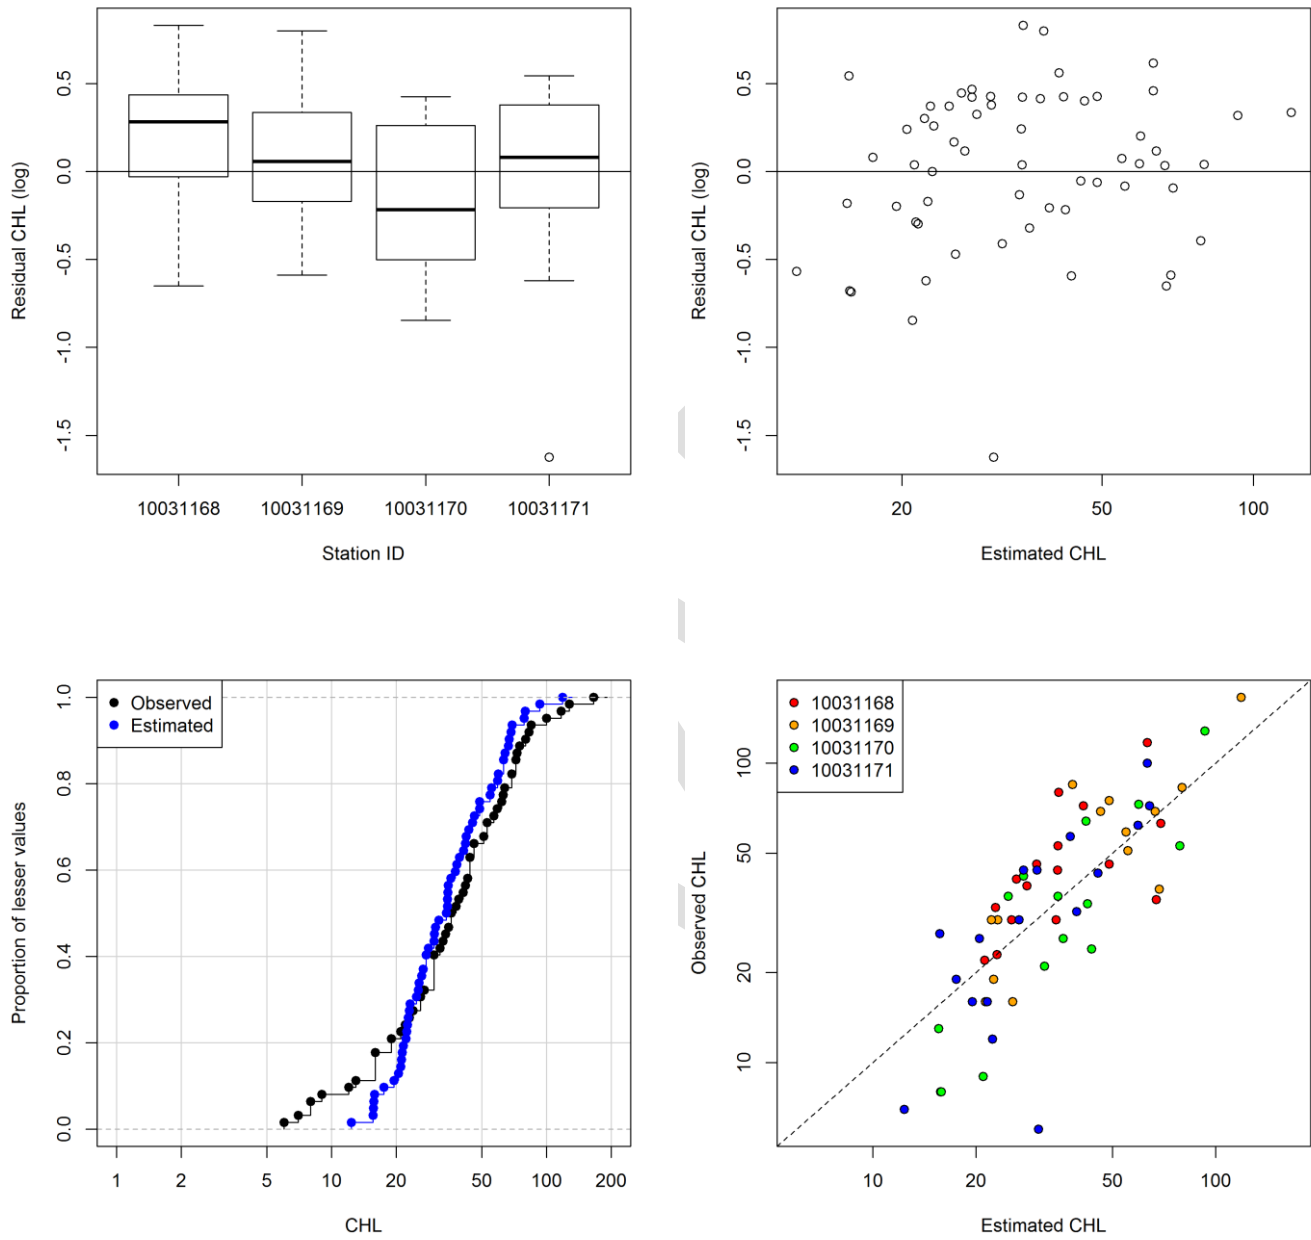 0.5
0.0
-0.5
-1.0
-1.5
Residual CHL (log)
10031168 10031169 10031170 10031171
Station ID
0.5
0.0
-0.5
-1.0
-1.5
Residual CHL (log)
20 50 100
Estimated CHL
Observed
Estimated
1.0
0.8
0.6
0.4
0.2
0.0
Proportion of lesser values
1 2 5 10 20 50 100 200
CHL
10031168
10031169
10031170
10031171
100
50
20
10
Observed CHL
10 20 50 100
Estimated CHL